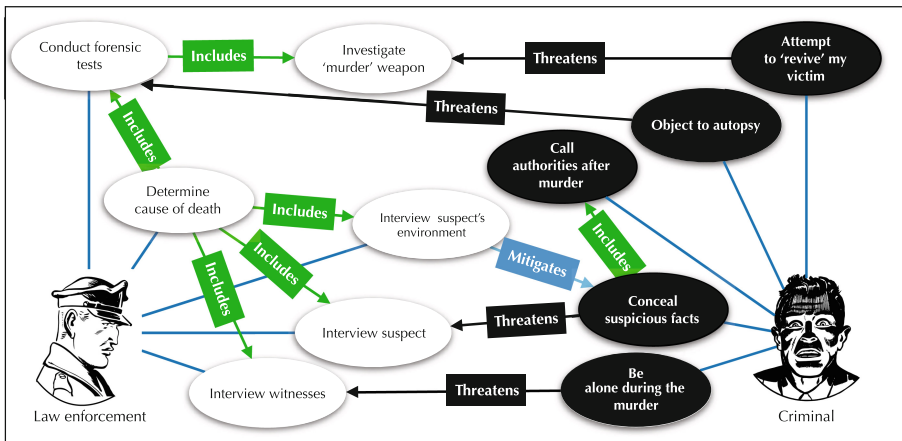 Conduct forensic
tests
Includes
Investigate
‘murder’ weapon
Threatens
Attempt
to ‘revive’ my
victim
Threatens
Object to autopsy
Includes
Call
authorities after
murder
Determine
cause of death
Includes
Interview suspect’s
environment
Includes
Includes
Mitigates
Includes
Conceal
suspicious facts
Threatens
Interview suspect
Interview witnesses
Threatens
Be
alone during the
murder
Law enforcement
Criminal